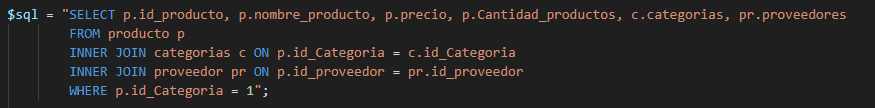 $sql = "SELECT p.id_producto, p.nombre_producto, p.precio, p.Cantidad_productos, c.categorias, pr.proveedores
FROM producto p
INNER JOIN categorias c ON p.id_Categoria = c.id_Categoria
INNER JOIN proveedor pr ON p.id_proveedor = pr.id_proveedor
WHERE p.id_Categoria = 1";